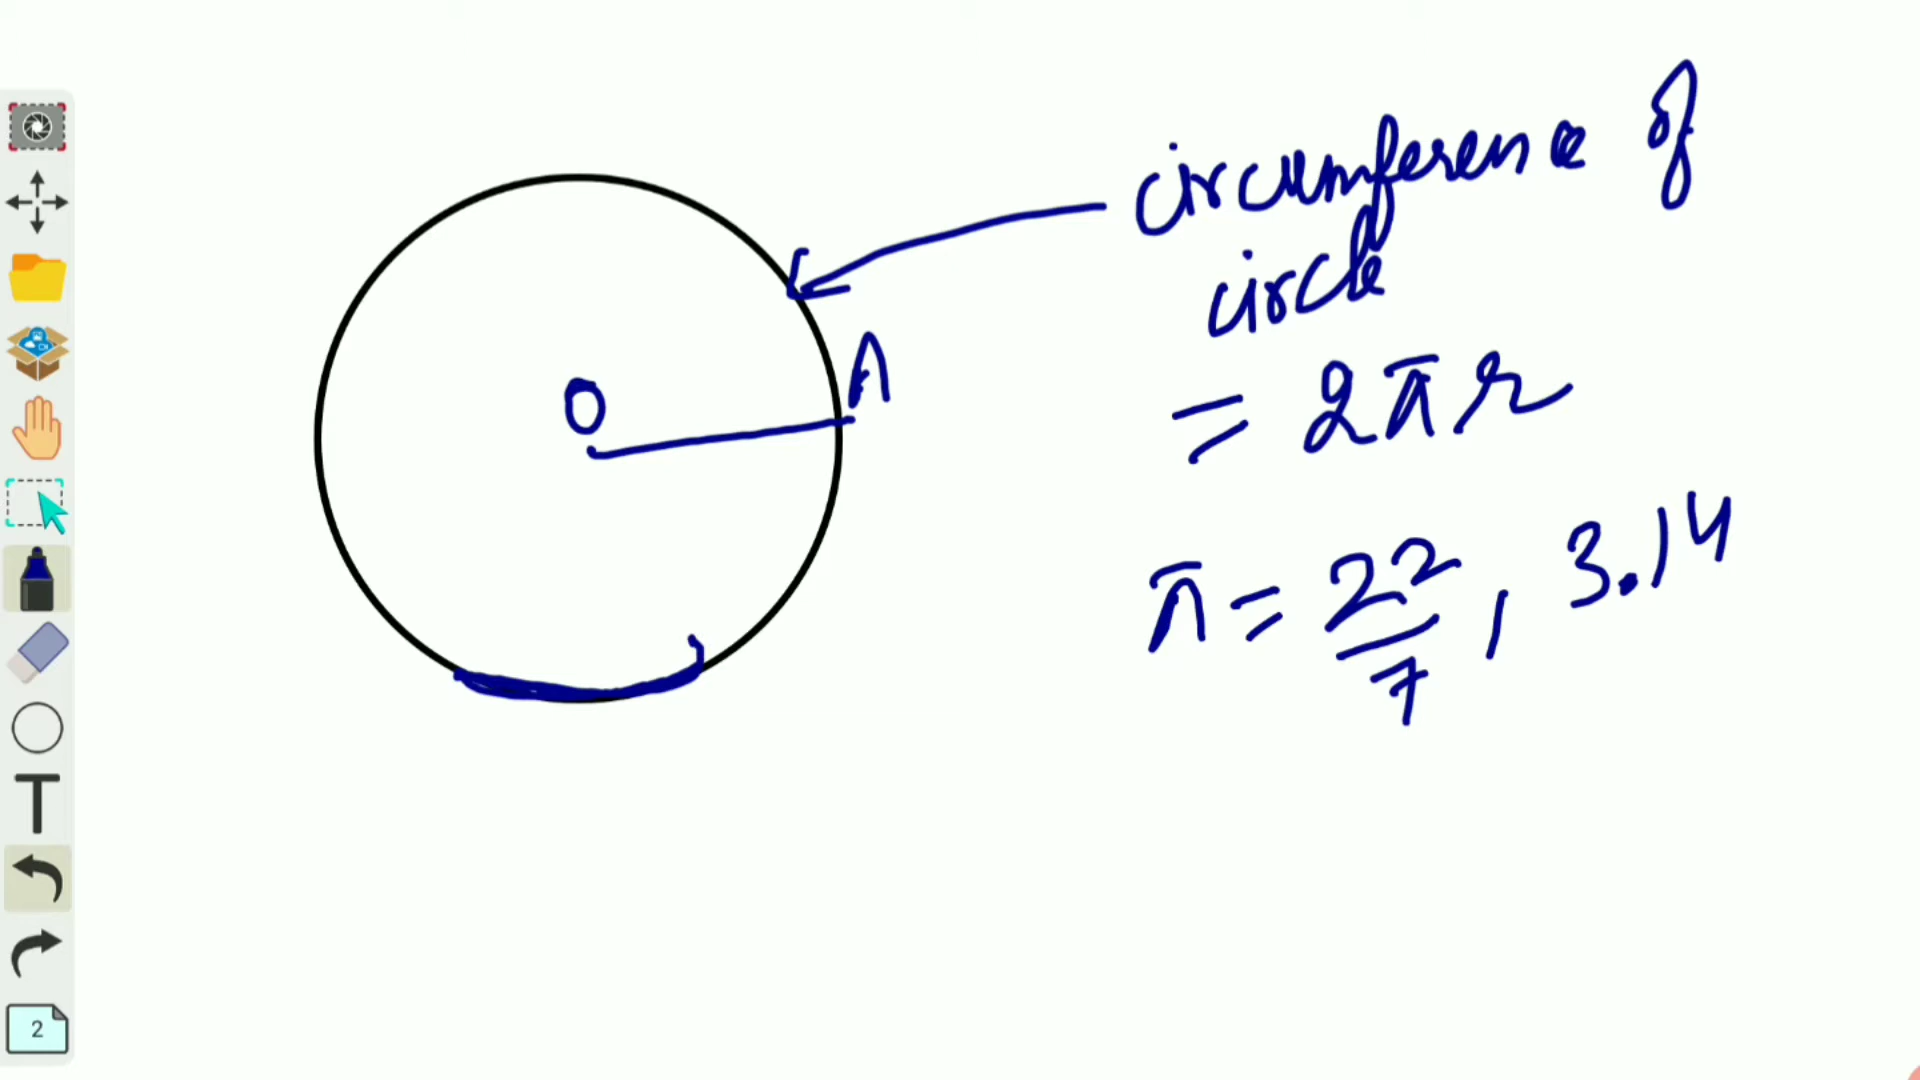 circumference of
circle
= 2πr
π = 22/7, 3.14
O
A
T
2